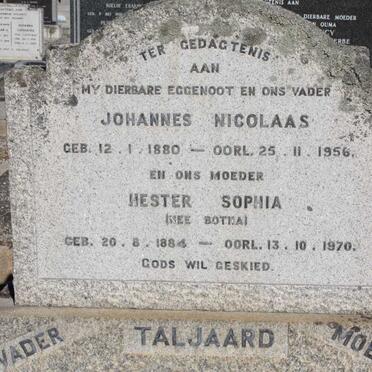 TER GEDAGTENIS
AAN
MY DIERBARE EGGENOOT EN ONS VADER
JOHANNES NICOLAAS
GEB. 12.1.1880 — OORL. 25.11.1956.
EN ONS MOEDER
HESTER SOPHIA
(NEE BOTHA)
GEB. 20.8.1884 — OORL. 13.10.1970.
GODS WIL GESKIED.
VADER TALJAARD MOE